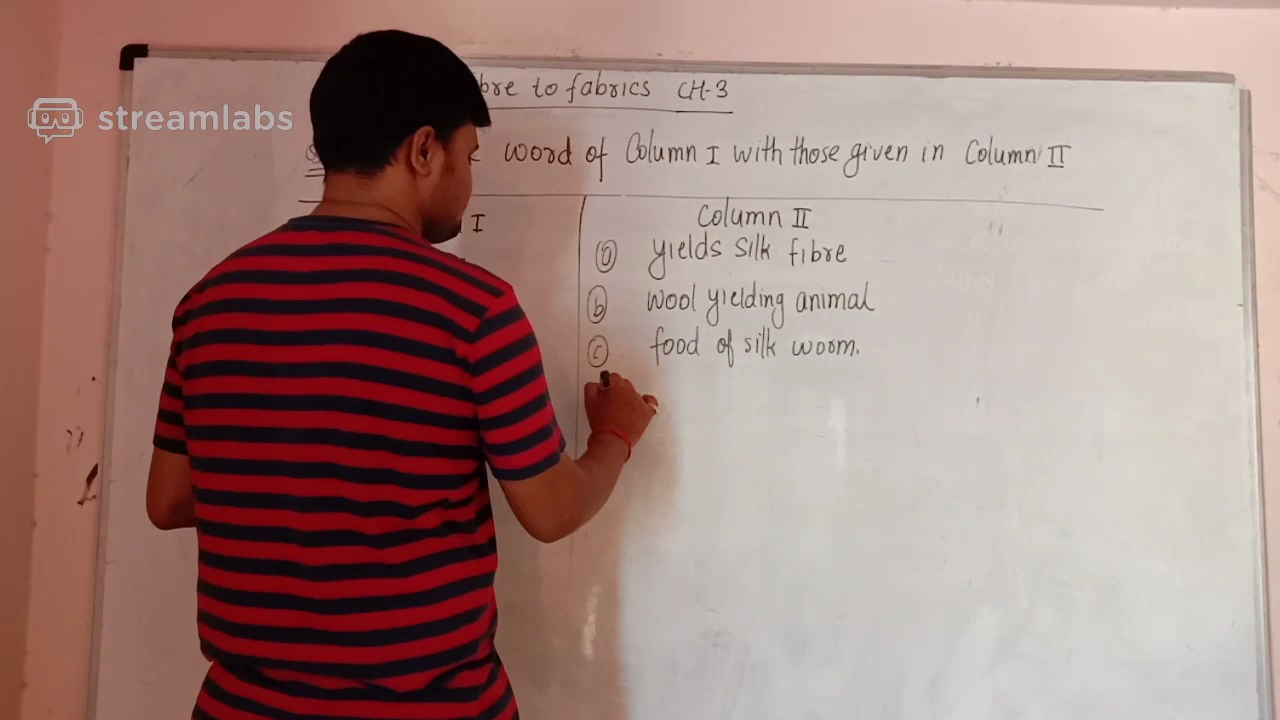 streamlabs
bre to fabrics CH-3
word of Column I with those given in Column II
I
Column II
a yields silk fibre
b wool yielding animal
c food of silk worm.